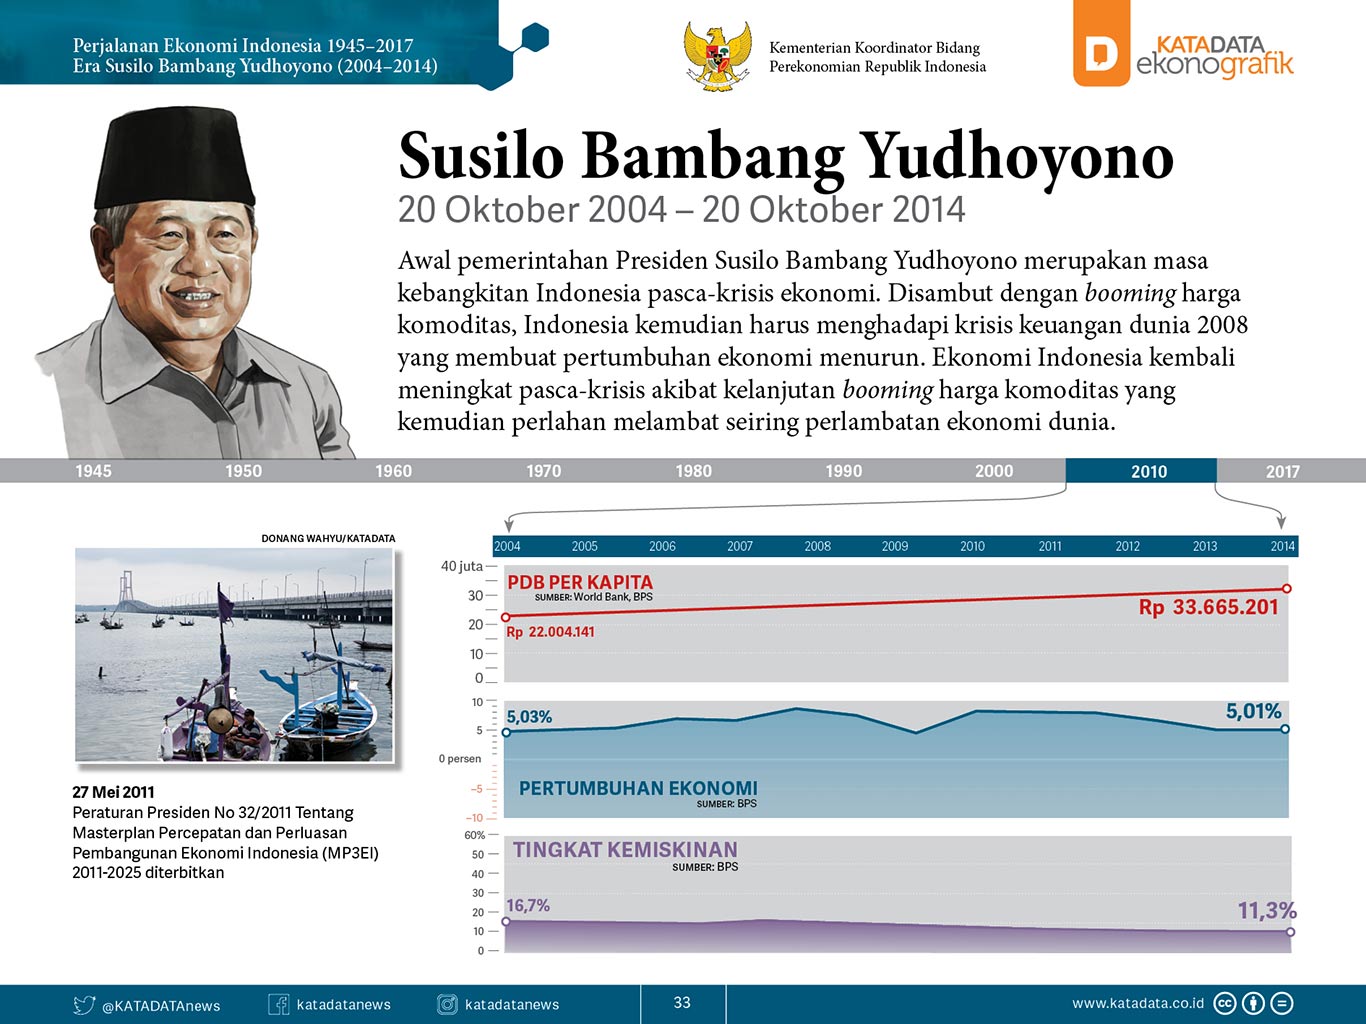 Perjalanan Ekonomi Indonesia 1945–2017
Era Susilo Bambang Yudhoyono (2004–2014)
Kementerian Koordinator Bidang
Perekonomian Republik Indonesia
D
KATADATA
ekonografik
Susilo Bambang Yudhoyono
20 Oktober 2004 – 20 Oktober 2014
Awal pemerintahan Presiden Susilo Bambang Yudhoyono merupakan masa
kebangkitan Indonesia pasca-krisis ekonomi. Disambut dengan booming harga
komoditas, Indonesia kemudian harus menghadapi krisis keuangan dunia 2008
yang membuat pertumbuhan ekonomi menurun. Ekonomi Indonesia kembali
meningkat pasca-krisis akibat kelanjutan booming harga komoditas yang
kemudian perlahan melambat seiring perlambatan ekonomi dunia.
1945 1950 1960 1970 1980 1990 2000 2010 2017
DONANG WAHYU/KATADATA
27 Mei 2011
Peraturan Presiden No 32/2011 Tentang
Masterplan Percepatan dan Perluasan
Pembangunan Ekonomi Indonesia (MP3EI)
2011-2025 diterbitkan
2004 2005 2006 2007 2008 2009 2010 2011 2012 2013 2014
40 juta
30
20
10
0
PDB PER KAPITA
SUMBER: World Bank, BPS
Rp 22.004.141
Rp 33.665.201
10
5
0 persen
–5
–10
5,03%
5,01%
PERTUMBUHAN EKONOMI
SUMBER: BPS
60%
50
40
30
20
10
0
TINGKAT KEMISKINAN
SUMBER: BPS
16,7%
11,3%
@KATADATAnews
katadatanews
katadatanews
33
www.katadata.co.id
cc